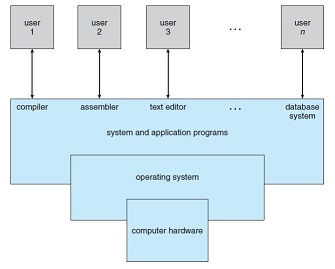 user user user ... user
1 2 3 n
compiler assembler text editor ... database
system
system and application programs
operating system
computer hardware